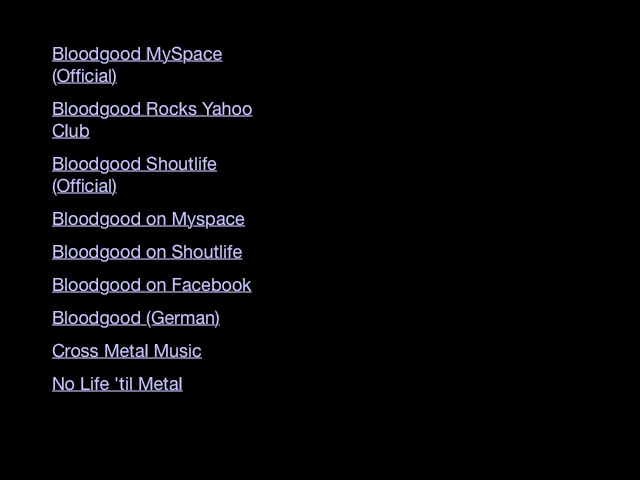 Bloodgood MySpace
(Official)
Bloodgood Rocks Yahoo
Club
Bloodgood Shoutlife
(Official)
Bloodgood on Myspace
Bloodgood on Shoutlife
Bloodgood on Facebook
Bloodgood (German)
Cross Metal Music
No Life 'til Metal